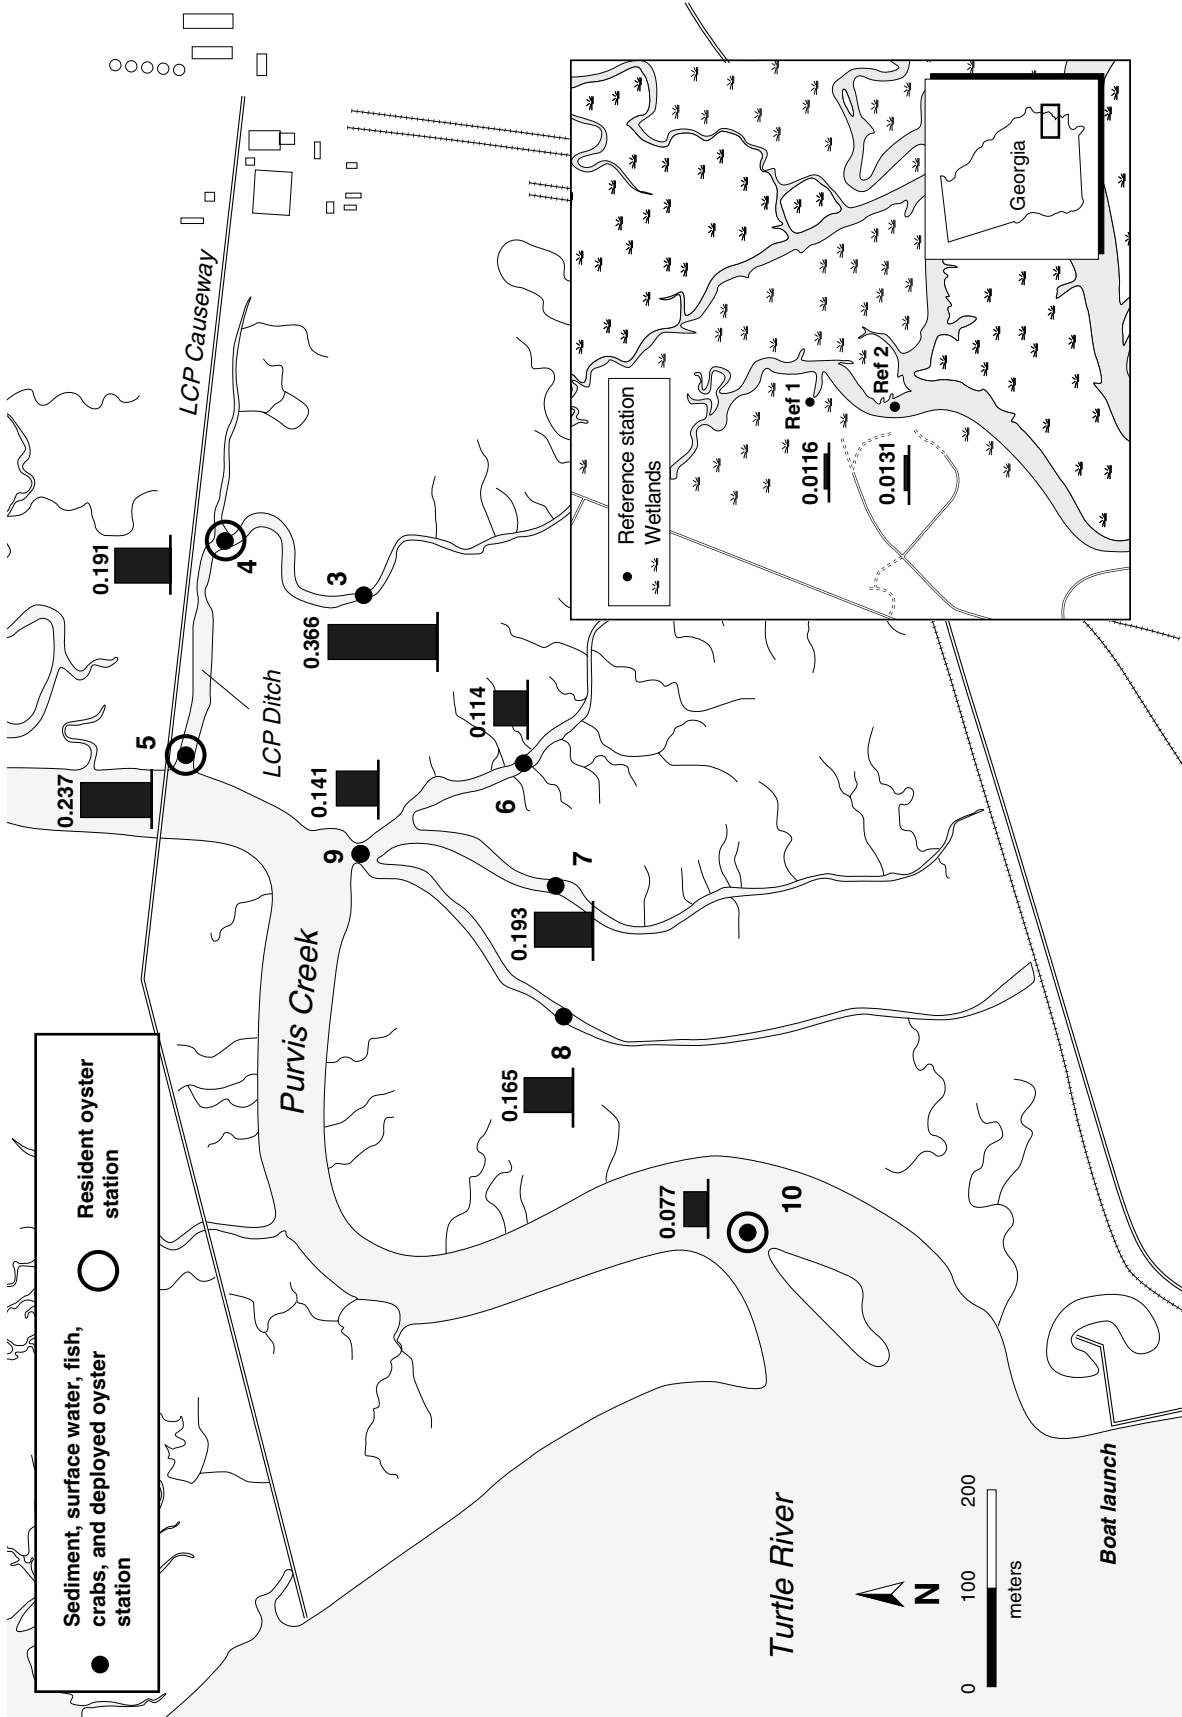 Sediment, surface water, fish,
crabs, and deployed oyster
station
Resident oyster
station
LCP Causeway
0.191
4
3
0.366
5
0.237
LCP Ditch
0.114
6
0.141
9
7
0.193
Purvis Creek
8
0.165
0.077
10
Turtle River
N
0
100
200
meters
Boat launch
Reference station
Wetlands
Ref 1
0.0116
Ref 2
0.0131
Georgia